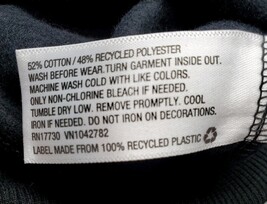 52% COTTON / 48% RECYCLED POLYESTER
WASH BEFORE WEAR.TURN GARMENT INSIDE OUT.
MACHINE WASH COLD WITH LIKE COLORS.
ONLY NON-CHLORINE BLEACH IF NEEDED.
TUMBLE DRY LOW. REMOVE PROMPTLY. COOL
IRON IF NEEDED. DO NOT IRON ON DECORATIONS.
RN17730 VN1042782
LABEL MADE FROM 100% RECYCLED PLASTIC